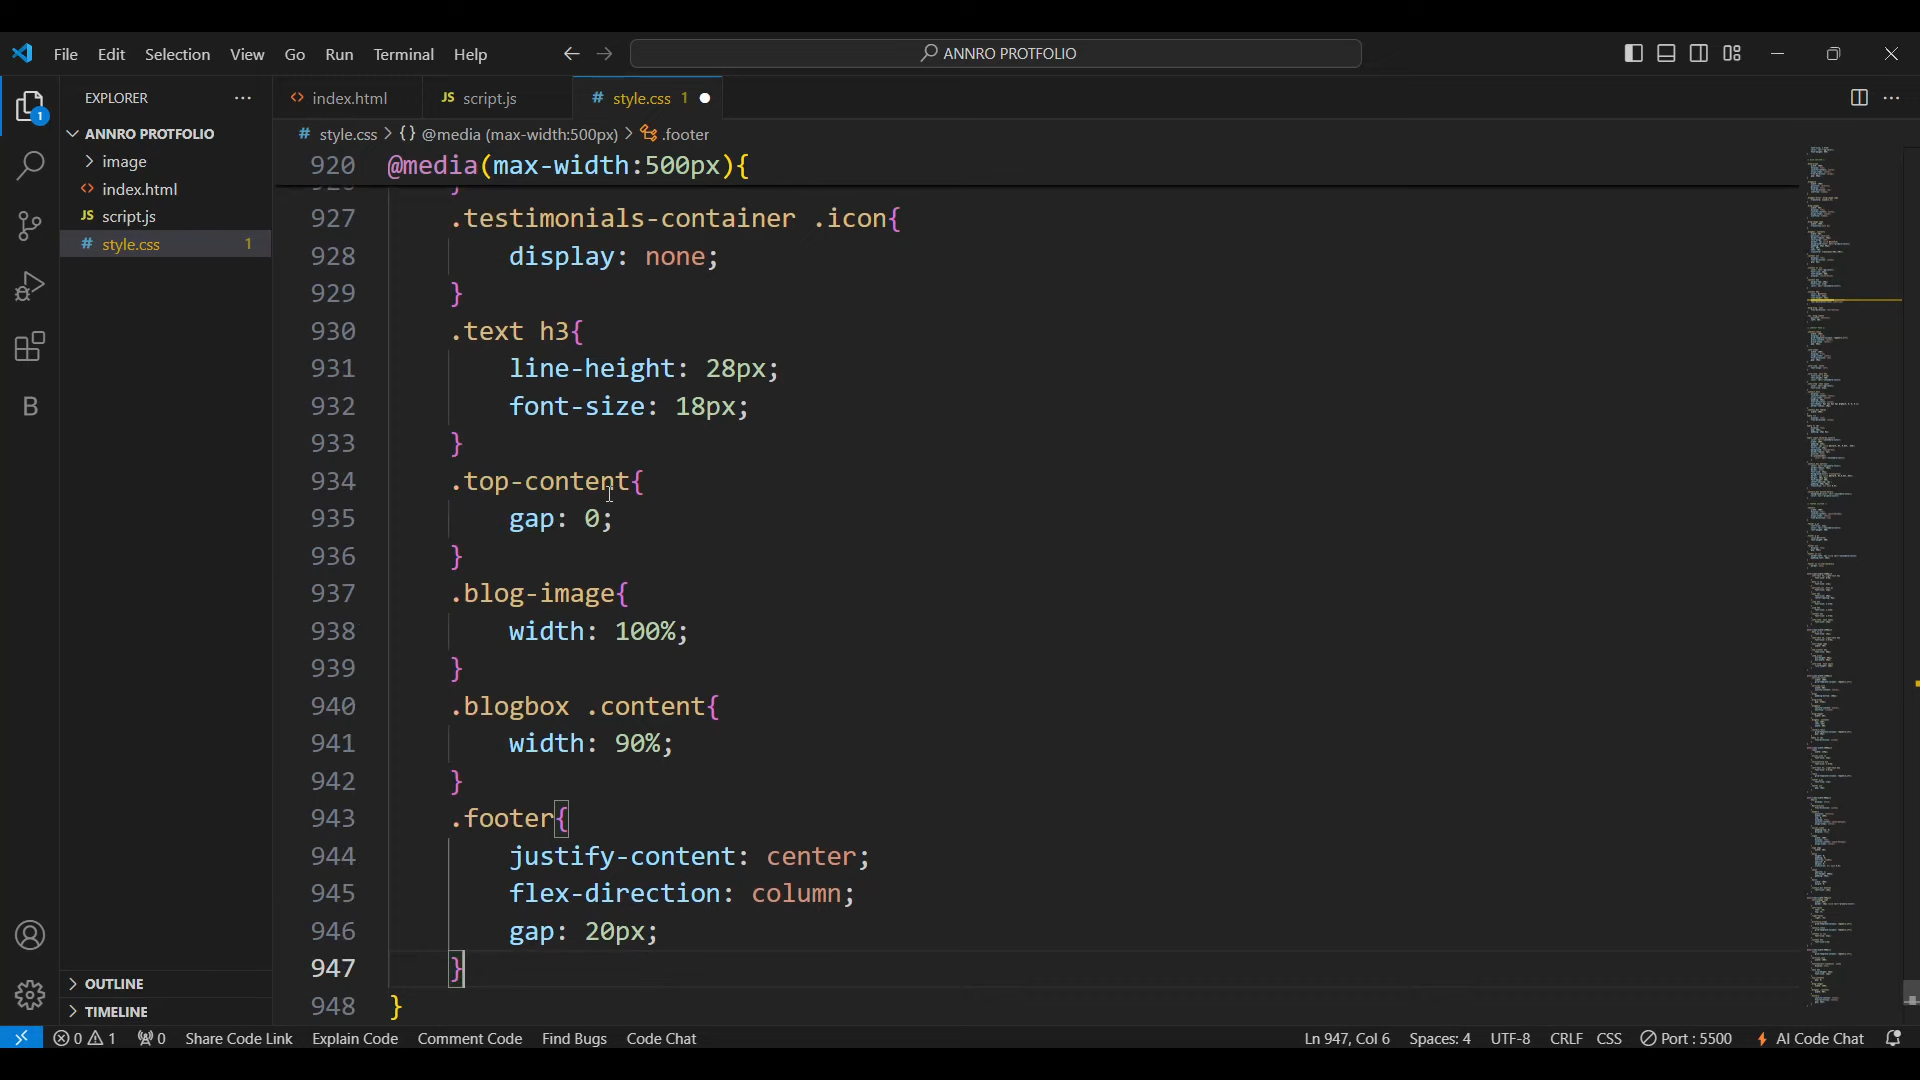 File Edit Selection View Go Run Terminal Help ANNRO PROTFOLIO
EXPLORER
index.html
JS script.js
# style.css 1
ANNRO PROTFOLIO
# style.css > {} @media (max-width:500px) > .footer
image
index.html
JS script.js
# style.css 1
920 @media(max-width:500px){
927 .testimonials-container .icon{
928 display: none;
929 }
930 .text h3{
931 line-height: 28px;
932 font-size: 18px;
933 }
934 .top-content{
935 gap: 0;
936 }
937 .blog-image{
938 width: 100%;
939 }
940 .blogbox .content{
941 width: 90%;
942 }
943 .footer{
944 justify-content: center;
945 flex-direction: column;
946 gap: 20px;
947 }
948 }
1
B
OUTLINE
TIMELINE
0 1 0 Share Code Link Explain Code Comment Code Find Bugs Code Chat Ln 947, Col 6 Spaces: 4 UTF-8 CRLF CSS Port : 5500 AI Code Chat